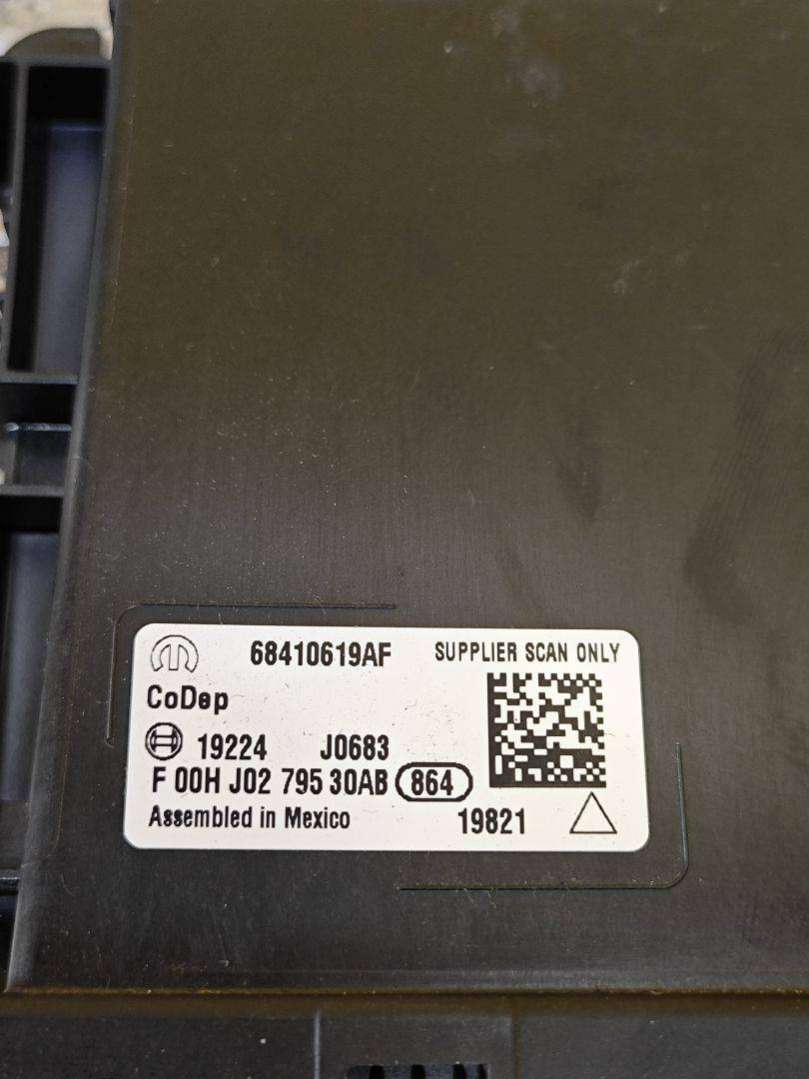 68410619AF SUPPLIER SCAN ONLY
CoDep
19224 J0683
F 00H J02 795 30AB 864
Assembled in Mexico 19821